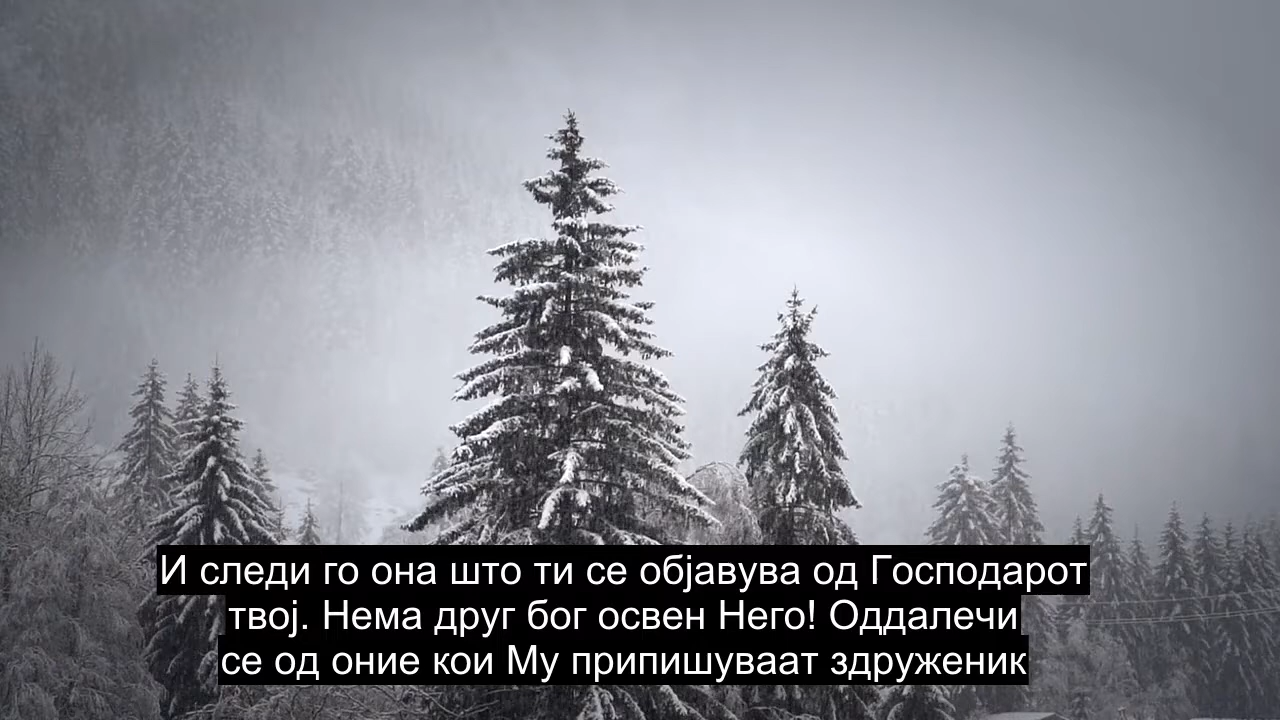 И следи го она што ти се објавува од Господарот
твој. Нема друг бог освен Него! Оддалечи
се од оние кои Му припишуваат здруженик